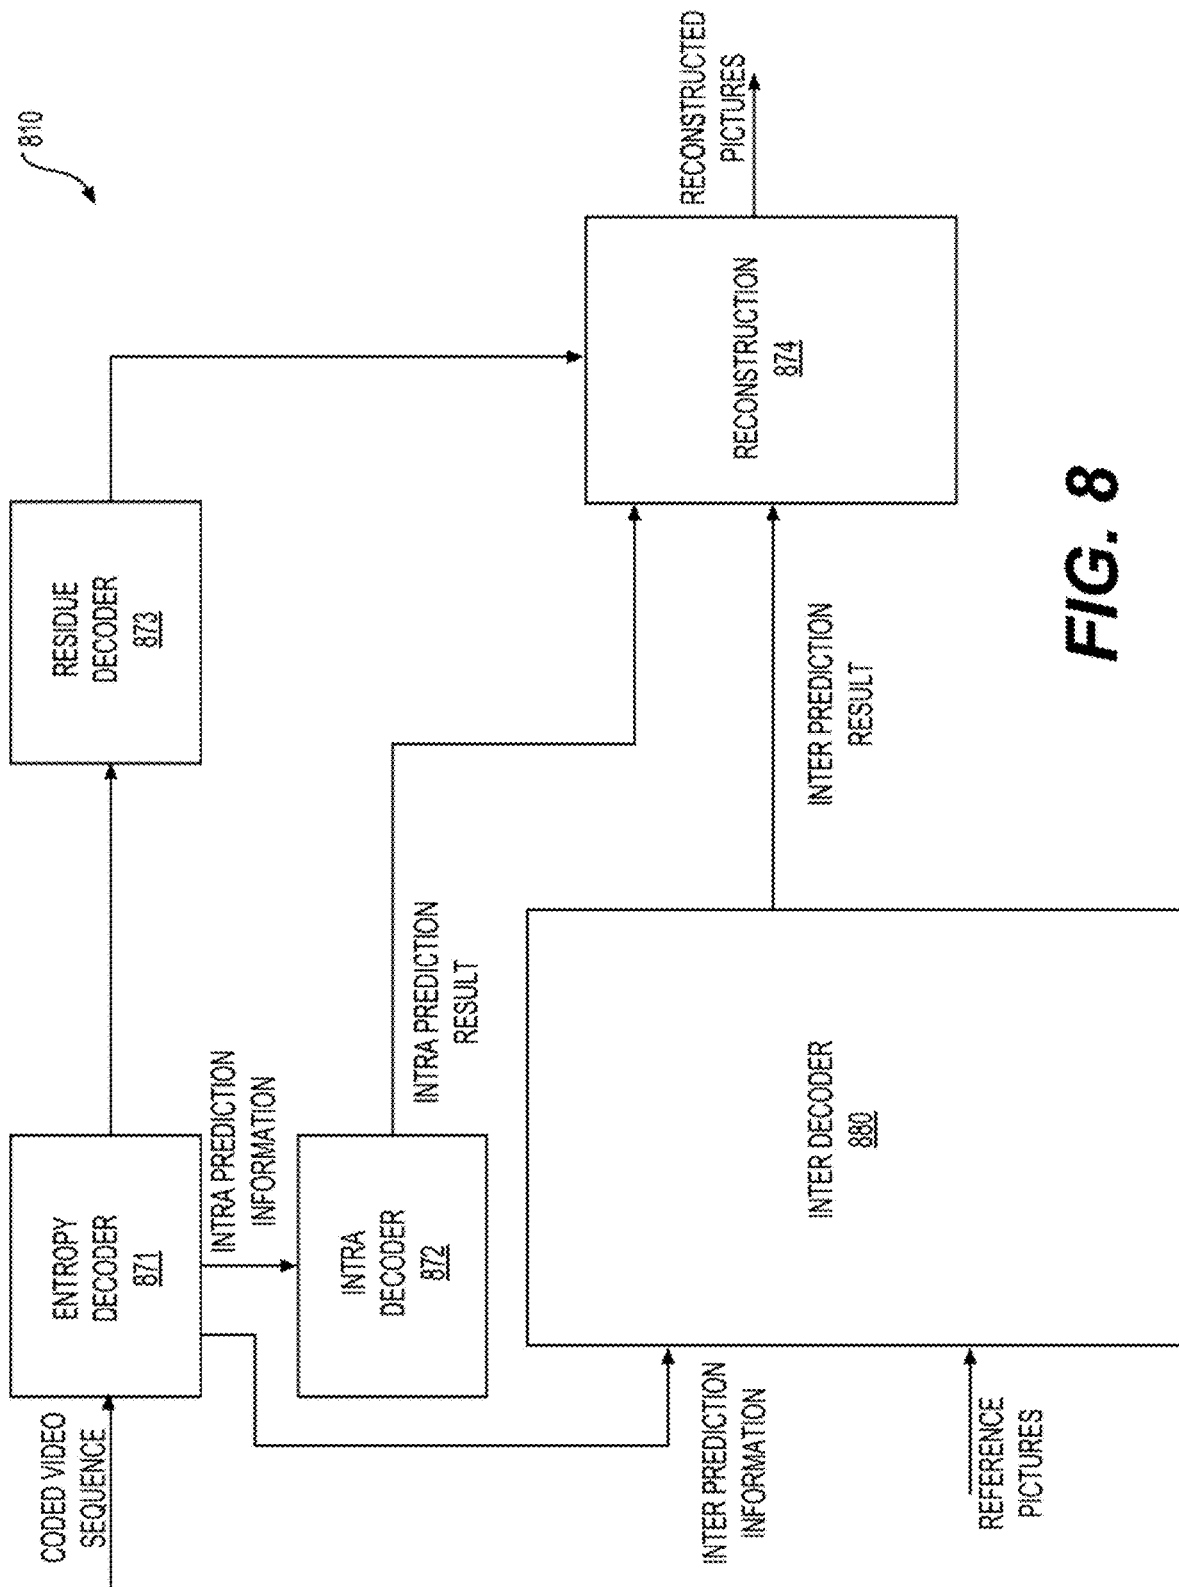 810
CODED VIDEO
SEQUENCE
ENTROPY
DECODER
871
RESIDUE
DECODER
873
INTRA PREDICTION
INFORMATION
INTRA
DECODER
872
INTRA PREDICTION
RESULT
INTER PREDICTION
INFORMATION
REFERENCE
PICTURES
INTER DECODER
880
INTER PREDICTION
RESULT
RECONSTRUCTION
874
RECONSTRUCTED
PICTURES
FIG. 8